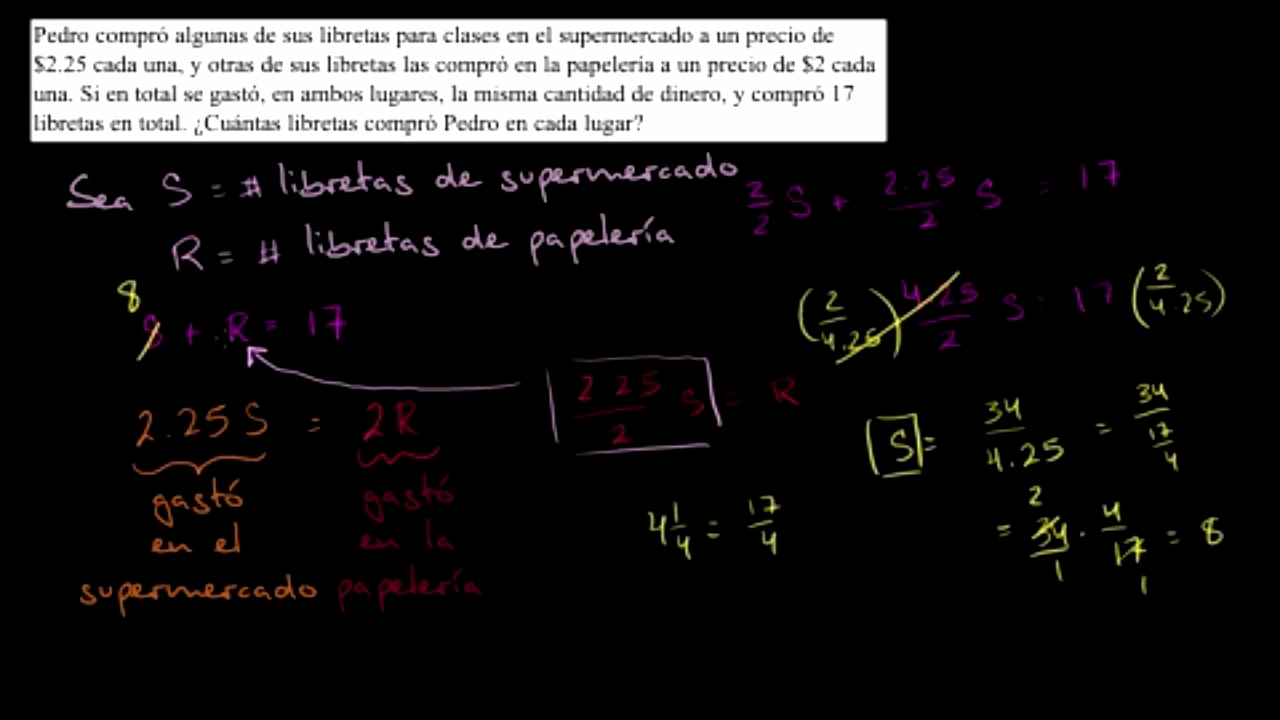 Pedro compró algunas de sus libretas para clases en el supermercado a un precio de
$2.25 cada una, y otras de sus libretas las compró en la papelería a un precio de $2 cada
una. Si en total se gastó, en ambos lugares, la misma cantidad de dinero, y compró 17
libretas en total. ¿Cuántas libretas compró Pedro en cada lugar?
Sea S = # libretas de supermercado
R = # libretas de papelería
8
S + R = 17
2.25 S = 2R
gastó
en el
supermercado
gastó
en la
papelería
2.25/2 S = R
4 1/4 = 17/4
2/2 S + 2.25/2 S = 17
(2/4.25) 4.25/2 S = 17 (2/4.25)
S = 34/4.25 = 34/(17/4)
2
= 34/1 · 4/17 = 8
1